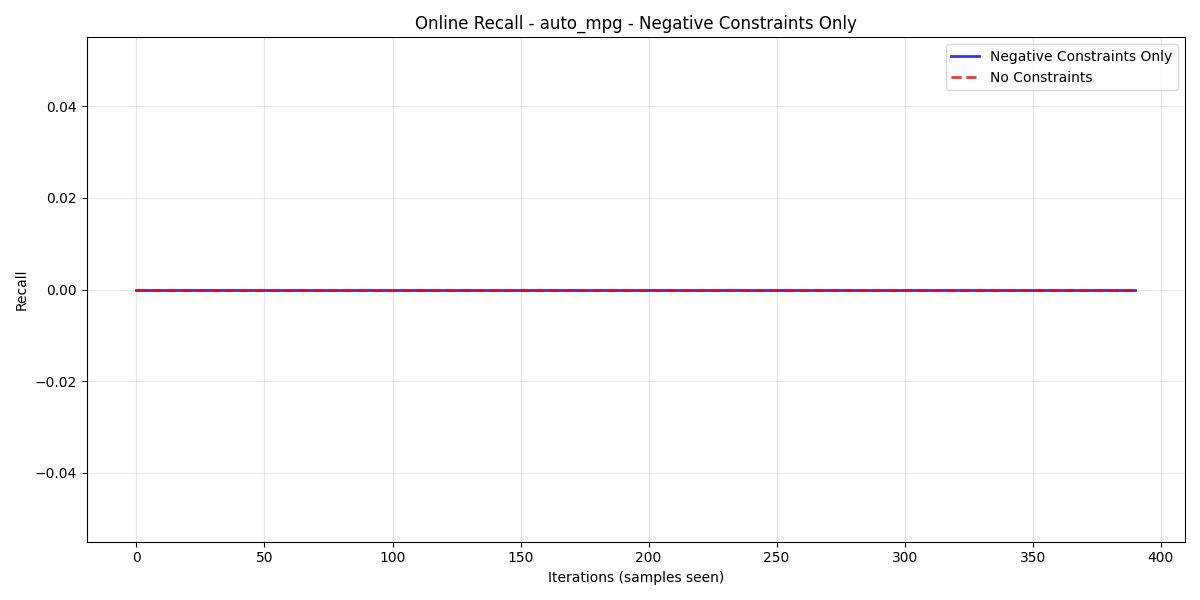 Online Recall - auto_mpg - Negative Constraints Only
Negative Constraints Only
No Constraints
Recall
0.04
0.02
0.00
−0.02
−0.04
0 50 100 150 200 250 300 350 400
Iterations (samples seen)